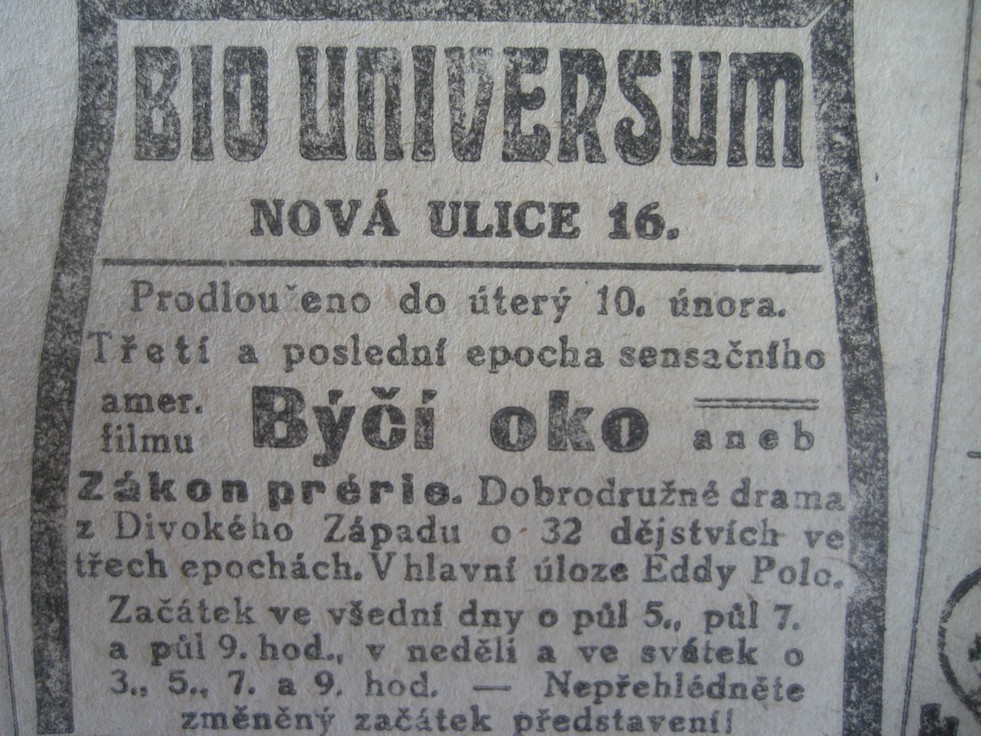 BIO UNIVERSUM
NOVÁ ULICE 16.
Prodlouženo do úterý 10. února.
Třetí a poslední epocha sensačního
amer. filmu Býčí oko aneb
Zákon prérie. Dobrodružné drama
z Divokého Západu o 32 dějstvích ve
třech epochách. V hlavní úloze Eddy Polo.
Začátek ve všední dny o půl 5., půl 7.
a půl 9. hod., v neděli a ve svátek o
3., 5., 7. a 9. hod. — Nepřehlédněte
změněný začátek představení!